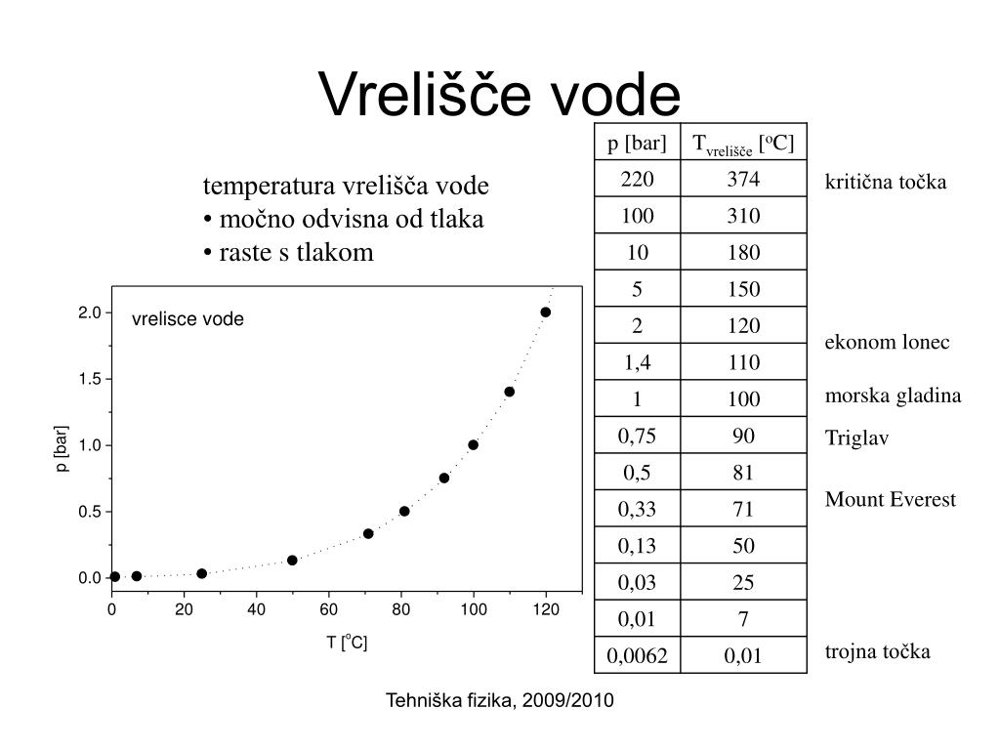 Vrelišče vode
temperatura vrelišča vode
• močno odvisna od tlaka
• raste s tlakom
vrelisce vode
2.0
1.5
1.0
0.5
0.0
p [bar]
0 20 40 60 80 100 120
T [°C]
p [bar] Tvrelišče [°C]
220 374 kritična točka
100 310
10 180
5 150
2 120
ekonom lonec
1,4 110
1 100 morska gladina
0,75 90 Triglav
0,5 81
0,33 71 Mount Everest
0,13 50
0,03 25
0,01 7
0,0062 0,01 trojna točka
Tehniška fizika, 2009/2010